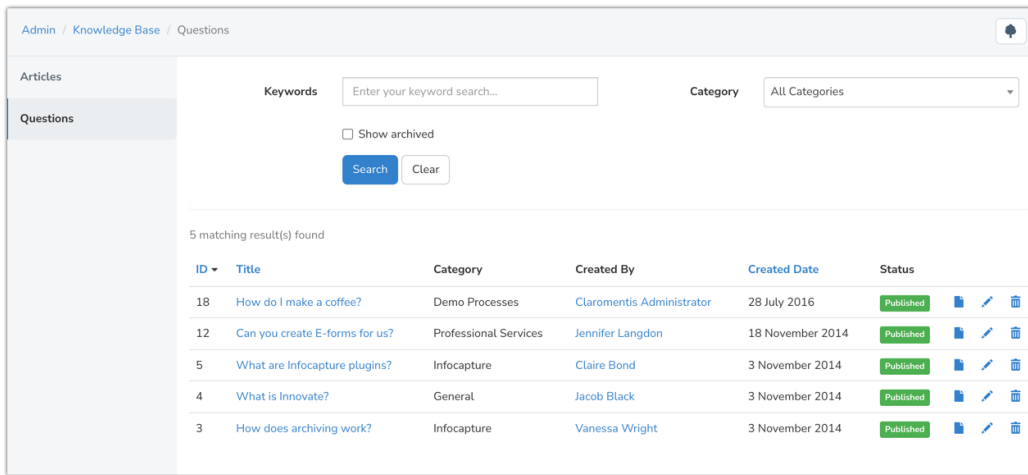 Admin / Knowledge Base / Questions
Articles
Questions
Keywords
Enter your keyword search...
Category
All Categories
Show archived
Search
Clear
5 matching result(s) found
ID Title Category Created By Created Date Status
18 How do I make a coffee? Demo Processes Claromentis Administrator 28 July 2016 Published
12 Can you create E-forms for us? Professional Services Jennifer Langdon 18 November 2014 Published
5 What are Infocapture plugins? Infocapture Claire Bond 3 November 2014 Published
4 What is Innovate? General Jacob Black 3 November 2014 Published
3 How does archiving work? Infocapture Vanessa Wright 3 November 2014 Published